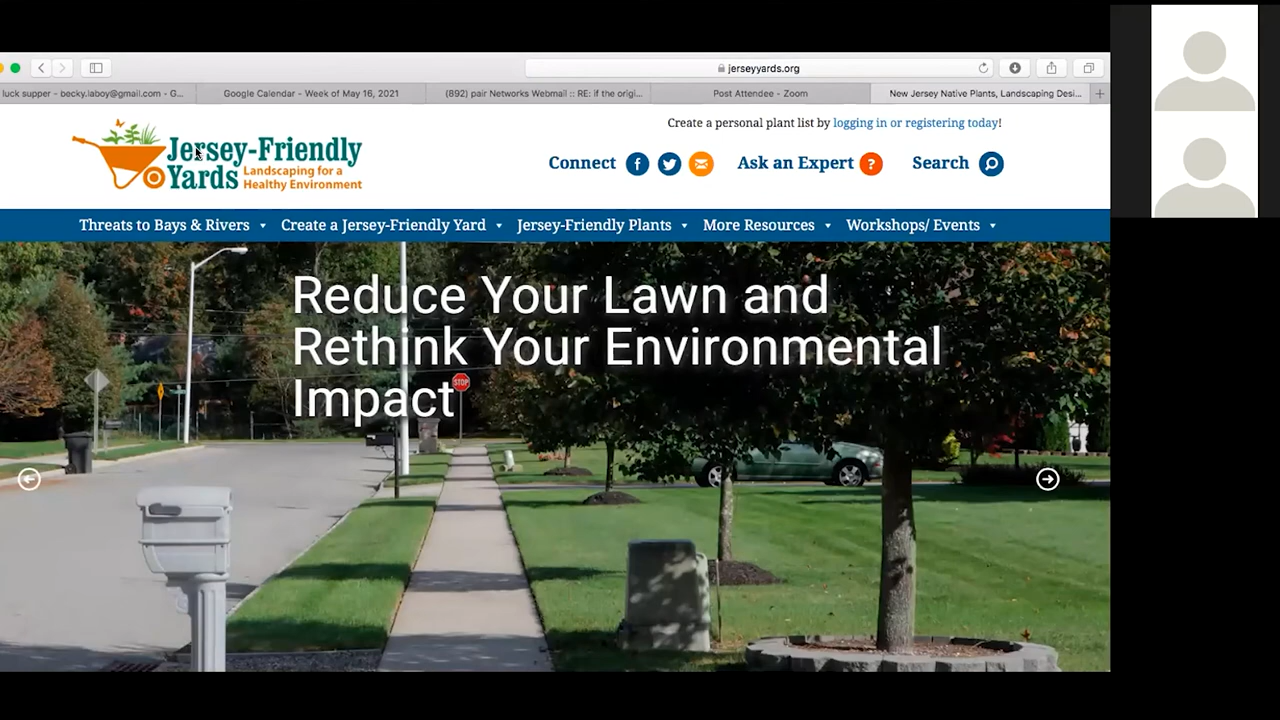 jerseyyards.org
luck supper - becky.laboy@gmail.com - G...
Google Calendar - Week of May 16, 2021
(892) pair Networks Webmail :: RE: if the origi...
Post Attendee - Zoom
New Jersey Native Plants, Landscaping Desi...
Create a personal plant list by logging in or registering today!
Jersey-Friendly
Yards
Landscaping for a
Healthy Environment
Connect
Ask an Expert ?
Search
Threats to Bays & Rivers
Create a Jersey-Friendly Yard
Jersey-Friendly Plants
More Resources
Workshops/ Events
Reduce Your Lawn and
Rethink Your Environmental
Impact
STOP